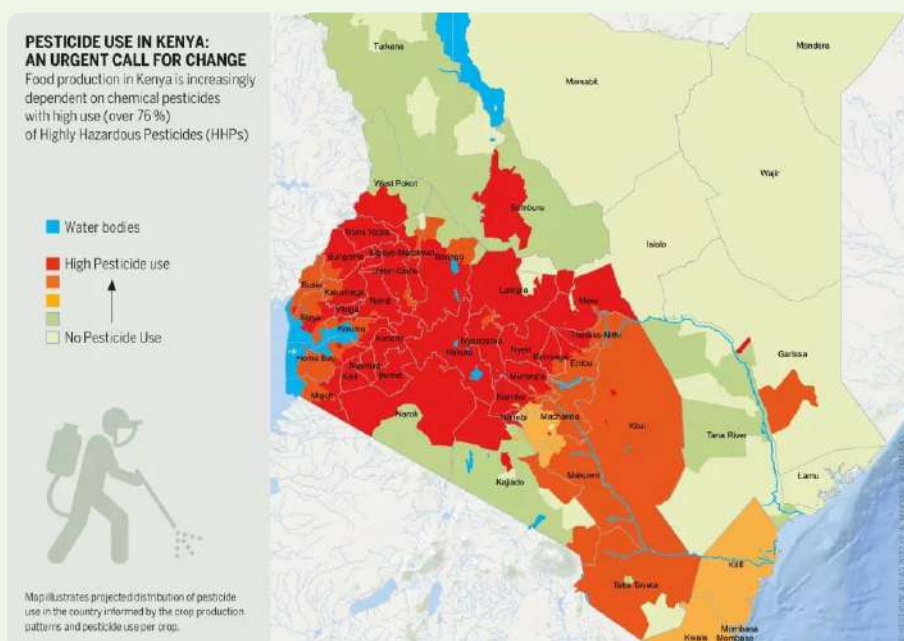 PESTICIDE USE IN KENYA:
AN URGENT CALL FOR CHANGE
Food production in Kenya is increasingly
dependent on chemical pesticides
with high use (over 76 %)
of Highly Hazardous Pesticides (HHPs)
Water bodies
High Pesticide use
No Pesticide Use
Map illustrates projected distribution of pesticide
use in the country informed by the crop production
patterns and pesticide use per crop.
Turkana
Mandera
Marsabit
Wajir
West Pokot
Samburu
Isiolo
Trans Nzoia
Bungoma
Elgeyo-Marakwet
Baringo
Uasin Gishu
Laikipia
Meru
Busia
Kakamega
Nandi
Vihiga
Siaya
Kisumu
Kericho
Nyandarua
Tharaka-Nithi
Garissa
Homa Bay
Nyamira
Nakuru
Nyeri
Kirinyaga
Embu
Kisii
Bomet
Murang'a
Migori
Kiambu
Narok
Nairobi
Machakos
Kitui
Tana River
Kajiado
Makueni
Lamu
Taita Taveta
Kilifi
Kwale
Mombasa
Mombasa